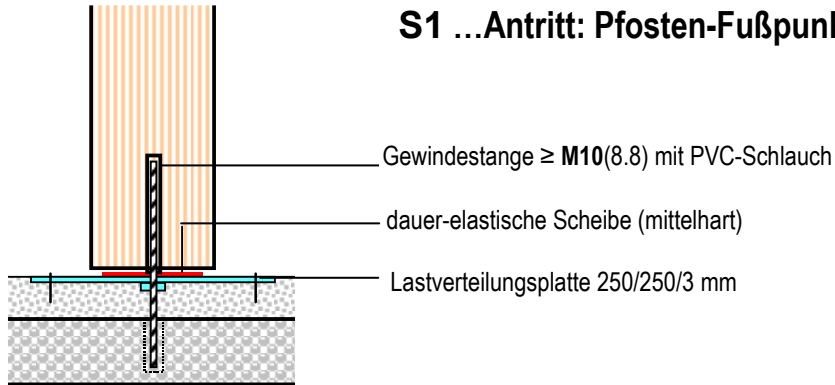 S1 ...Antritt: Pfosten-Fußpunk
Gewindestange ≥ M10(8.8) mit PVC-Schlauch
dauer-elastische Scheibe (mittelhart)
Lastverteilungsplatte 250/250/3 mm